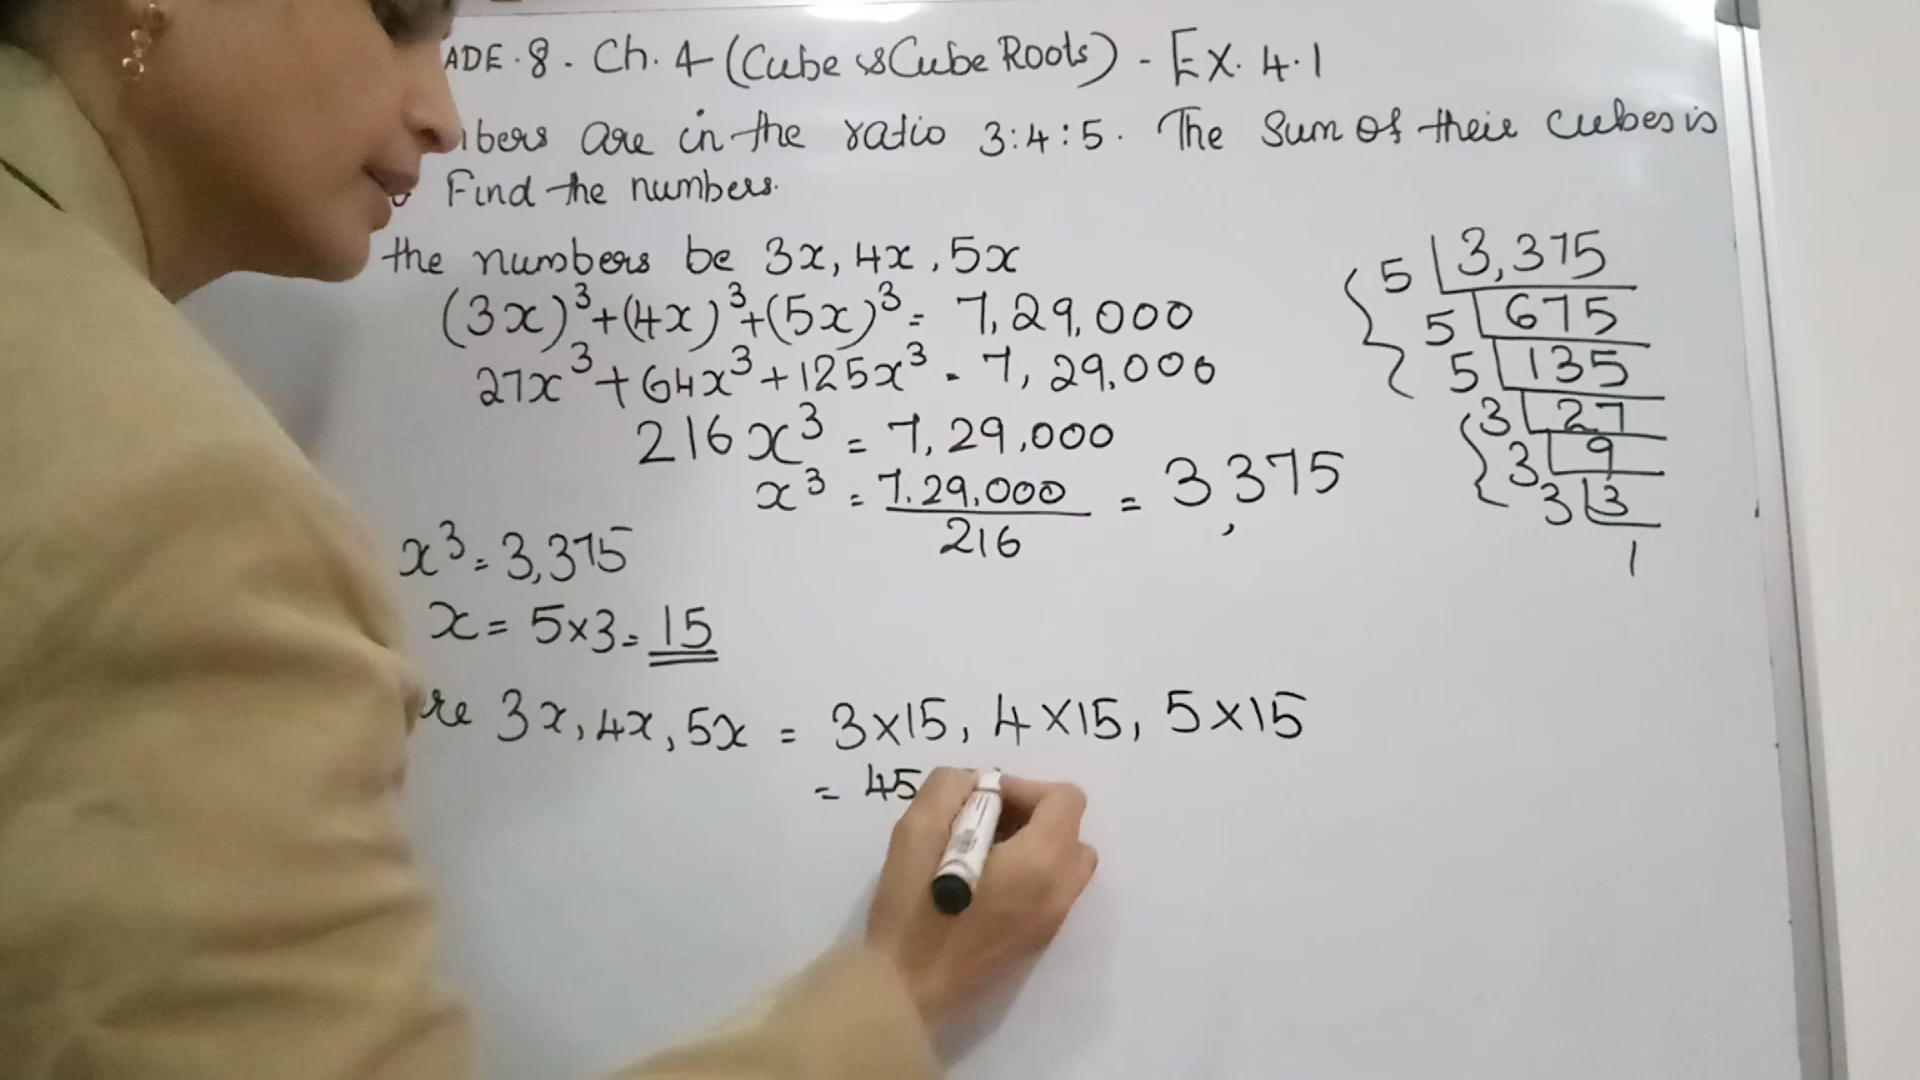 ADE. 8. Ch. 4 (Cube & Cube Roots) - Ex. 4.1
bers are in the ratio 3:4:5. The Sum of their cubes is
Find the numbers.
the numbers be 3x, 4x, 5x
(3x)³+(4x)³+(5x)³ = 7,29,000
27x³+64x³+125x³ = 7,29,000
216x³ = 7,29,000
x³ = 7,29,000/216 = 3,375
x³ = 3,375
x = 5×3 = 15
re 3x, 4x, 5x = 3×15, 4×15, 5×15
= 45
5 | 3,375
5 | 675
5 | 135
3 | 27
3 | 9
3 | 3
1